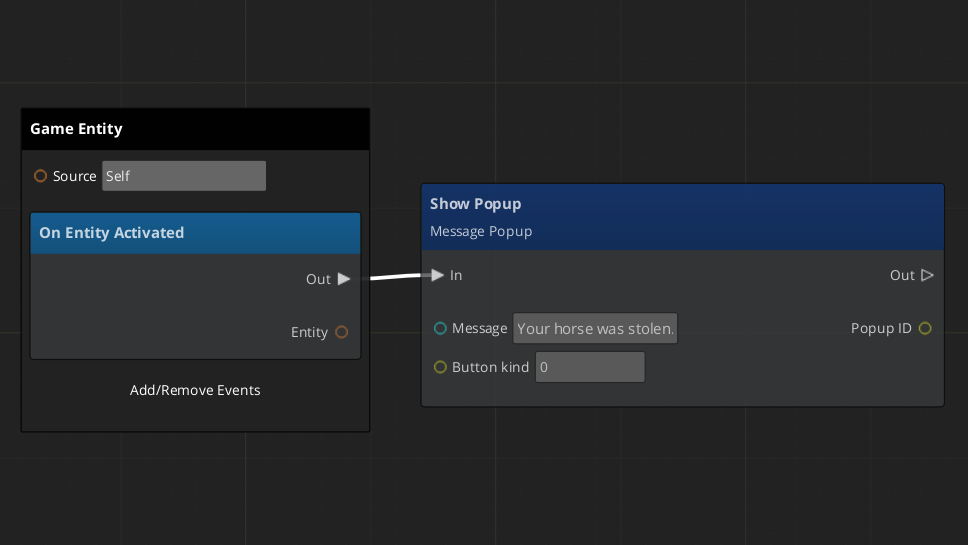 Game Entity
Source Self
On Entity Activated
Out
Entity
Add/Remove Events
Show Popup
Message Popup
In Out
Message Your horse was stolen. Popup ID
Button kind 0